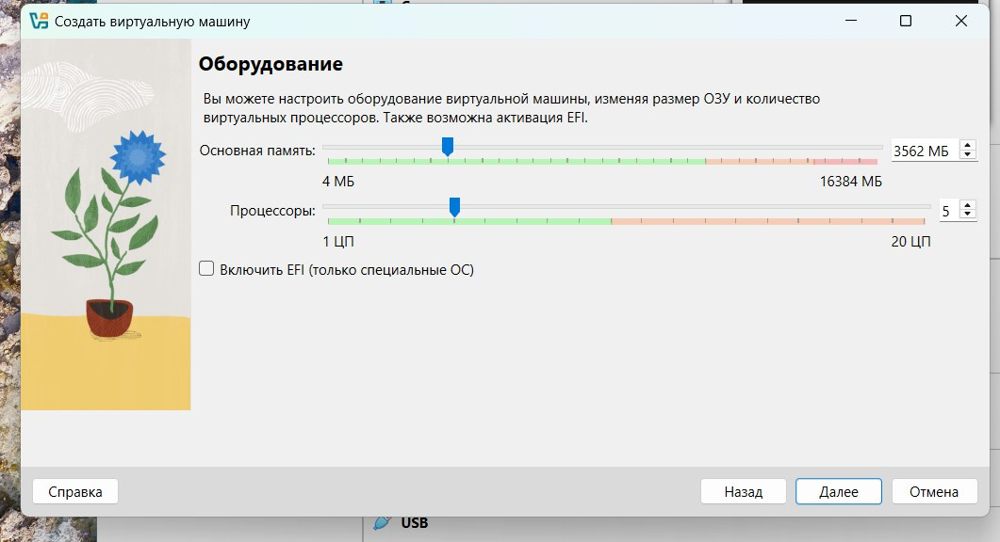 Создать виртуальную машину
Оборудование
Вы можете настроить оборудование виртуальной машины, изменяя размер ОЗУ и количество
виртуальных процессоров. Также возможна активация EFI.
Основная память:
3562 МБ
4 МБ
16384 МБ
Процессоры:
5
1 ЦП
20 ЦП
Включить EFI (только специальные ОС)
Справка
Назад
Далее
Отмена
USB